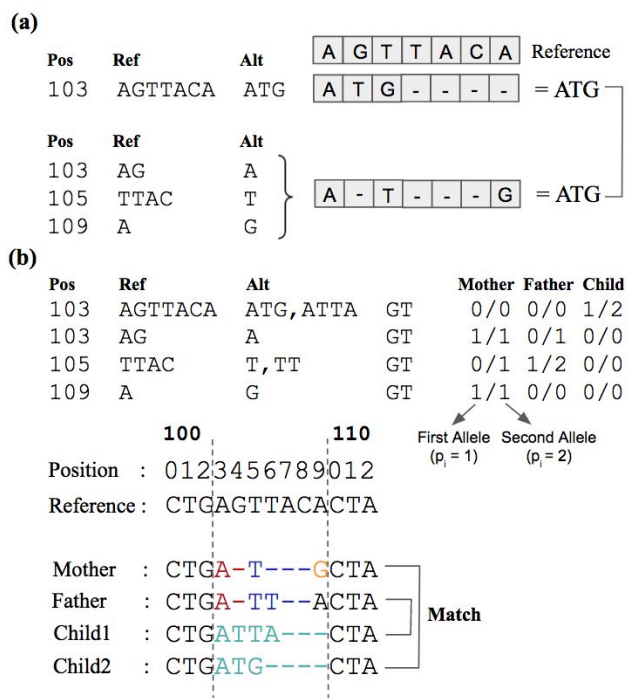 (a)
A G T T A C A Reference
Pos Ref Alt
103 AGTTACA ATG A T G - - - - = ATG
Pos Ref Alt
103 AG A
105 TTAC T A - T - - - G = ATG
109 A G
(b)
Pos Ref Alt Mother Father Child
103 AGTTACA ATG,ATTA GT 0/0 0/0 1/2
103 AG A GT 1/1 0/1 0/0
105 TTAC T,TT GT 0/1 1/2 0/0
109 A G GT 1/1 0/0 0/0
100 110 First Allele Second Allele
(pi = 1) (pi = 2)
Position : 0123456789012
Reference : CTGAGTTACACTA
Mother : CTGA-T---GCTA
Father : CTGA-TT--ACTA
Match
Child1 : CTGATTA---CTA
Child2 : CTGATG----CTA